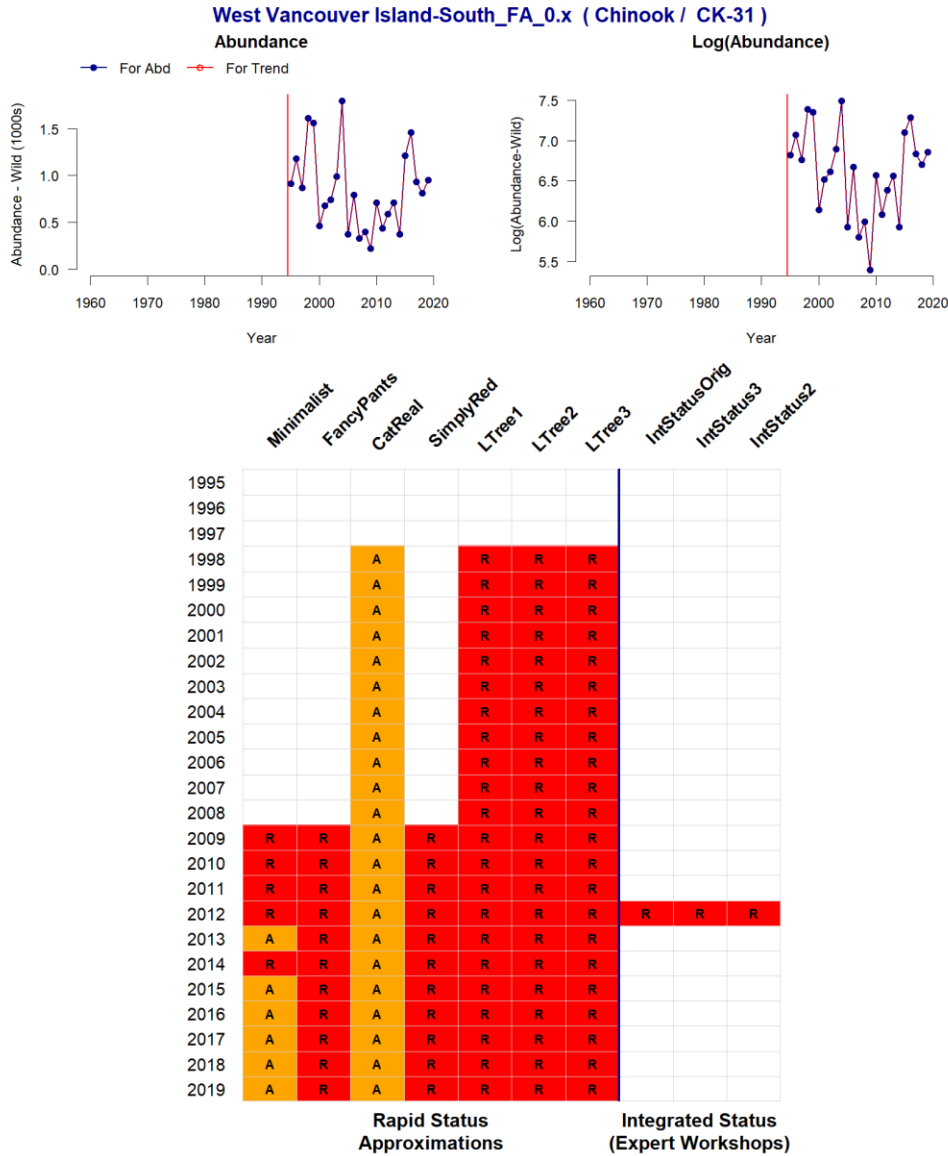 West Vancouver Island-South_FA_0.x ( Chinook / CK-31 )
Abundance
For Abd For Trend
Abundance - Wild (1000s)
1.5
1.0
0.5
0.0
1960 1970 1980 1990 2000 2010 2020
Year
Log(Abundance)
Log(Abundance-Wild)
7.5
7.0
6.5
6.0
5.5
1960 1970 1980 1990 2000 2010 2020
Year
Minimalist FancyPants CatReal SimplyRed LTree1 LTree2 LTree3 IntStatusOrig IntStatus3 IntStatus2
1995
1996
1997
1998 A R R R
1999 A R R R
2000 A R R R
2001 A R R R
2002 A R R R
2003 A R R R
2004 A R R R
2005 A R R R
2006 A R R R
2007 A R R R
2008 A R R R
2009 R R A R R R R
2010 R R A R R R R
2011 R R A R R R R
2012 R R A R R R R R R R
2013 A R A R R R R
2014 R R A R R R R
2015 A R A R R R R
2016 A R A R R R R
2017 A R A R R R R
2018 A R A R R R R
2019 A R A R R R R
Rapid Status
Approximations
Integrated Status
(Expert Workshops)